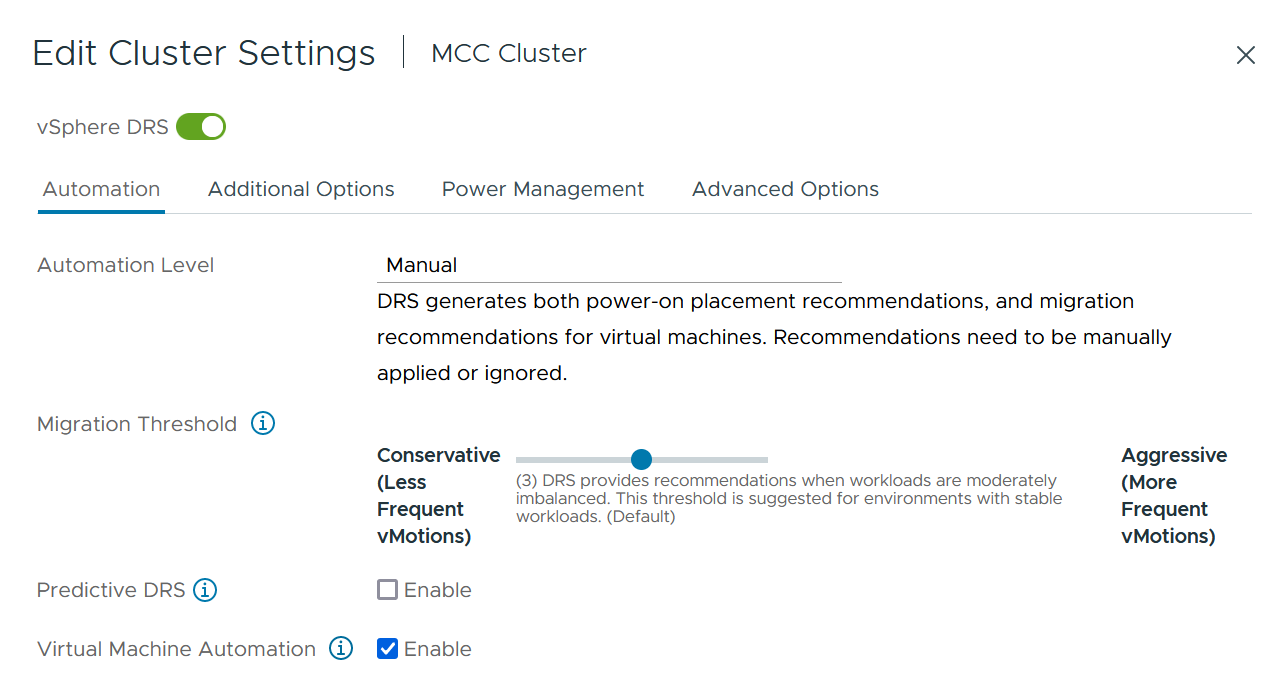 Edit Cluster Settings | MCC Cluster
vSphere DRS
Automation Additional Options Power Management Advanced Options
Automation Level Manual
DRS generates both power-on placement recommendations, and migration
recommendations for virtual machines. Recommendations need to be manually
applied or ignored.
Migration Threshold
Conservative
(Less
Frequent
vMotions)
(3) DRS provides recommendations when workloads are moderately
imbalanced. This threshold is suggested for environments with stable
workloads. (Default)
Aggressive
(More
Frequent
vMotions)
Predictive DRS Enable
Virtual Machine Automation Enable